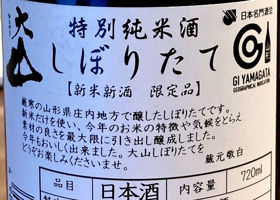 大山
特別純米酒
日本名門酒会
しぼりたて
【新米新酒 限定品】
GI YAMAGATA
GEOGRAPHICAL INDICATION
厳寒の山形県庄内地方で醸したしぼりたてです。
新米だけを使い、今年のお米の特徴や気候をとらえ
素材の良さを最大限に引き出し醸造しました。
今年もおいしく出来ました。大山しぼりたてを
どうぞお楽しみくださいませ。
蔵元敬白
品目 日本酒 内容量 720ml